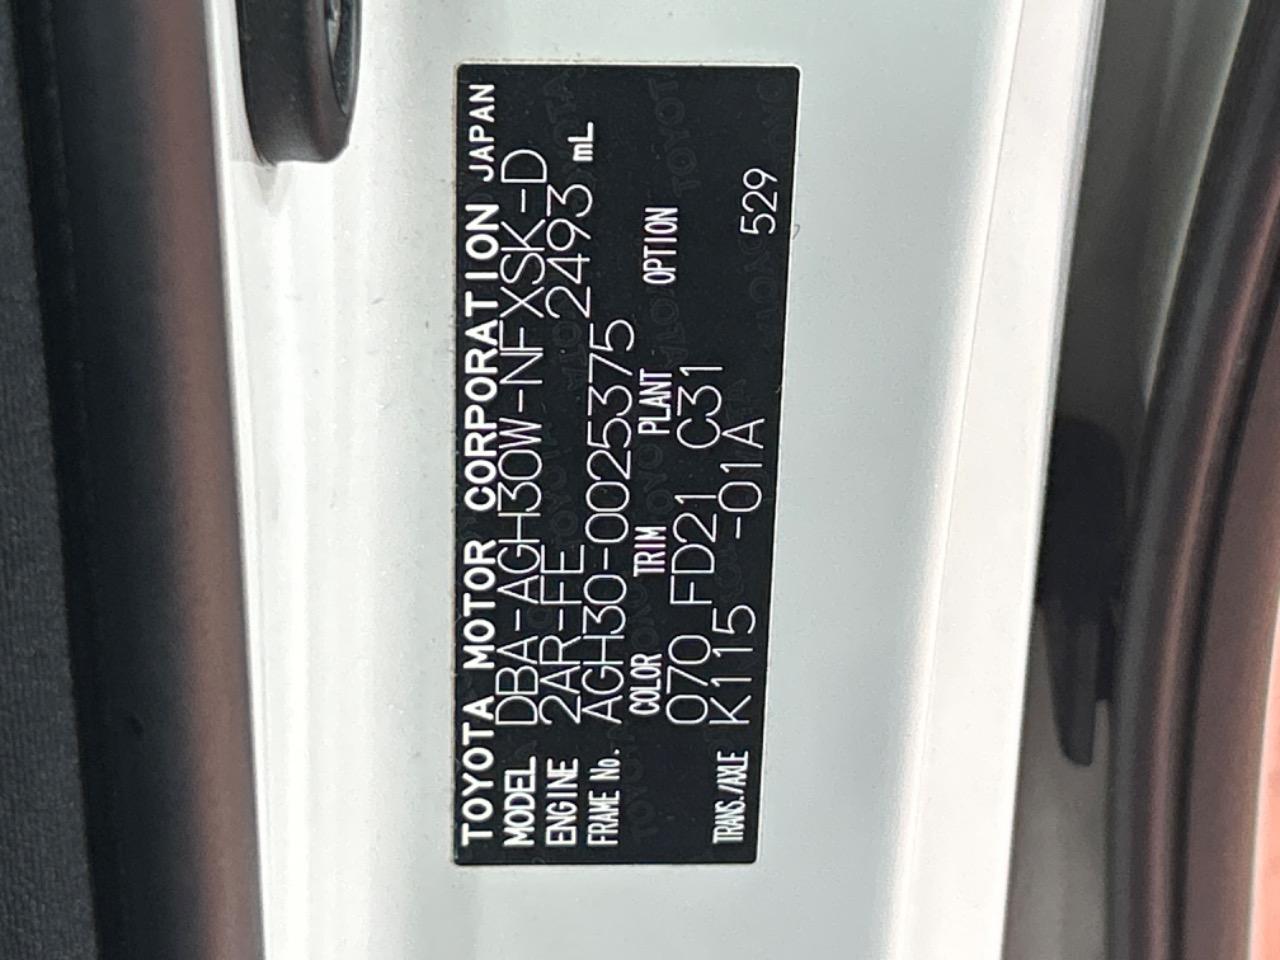 TOYOTA MOTOR CORPORATION JAPAN
MODEL DBA-AGH30W-NFXSK-D
ENGINE 2AR-FE 2493 mL
FRAME No. AGH30-0025375
COLOR TRIM PLANT OPTION
070 FD21 C31
TRANS./AXLE K115 -01A 529